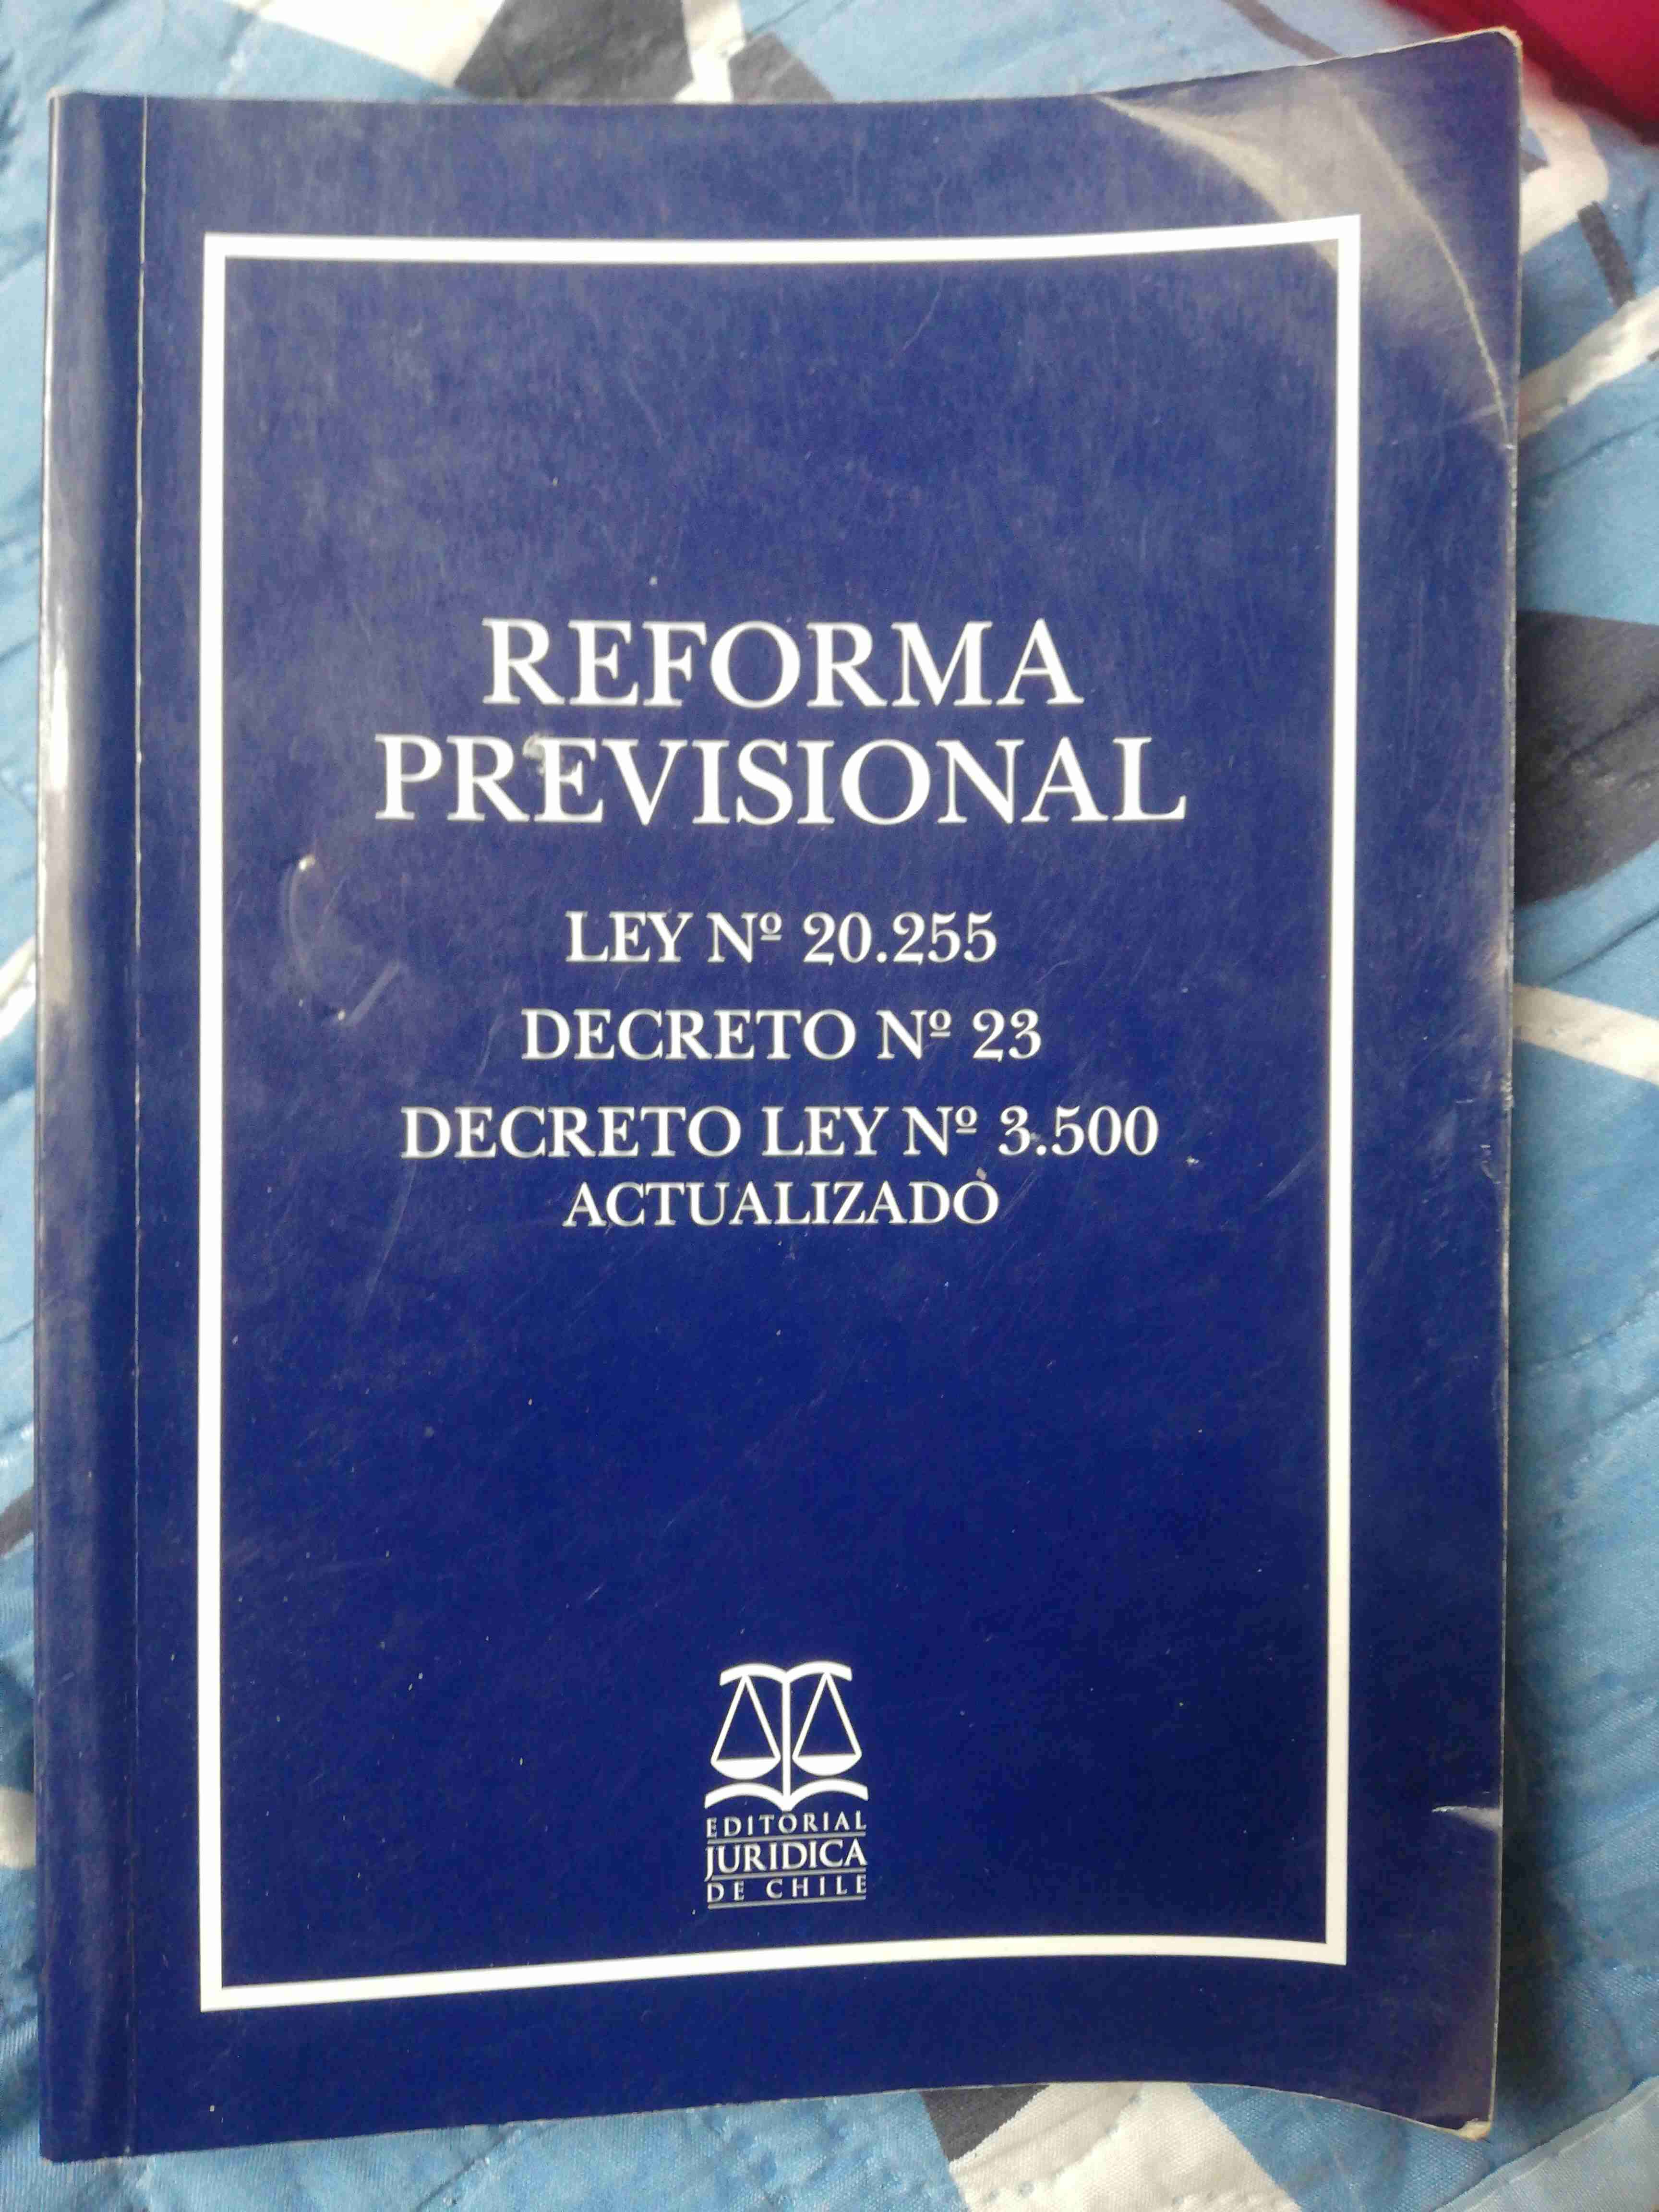 REFORMA
PREVISIONAL
LEY Nº 20.255
DECRETO Nº 23
DECRETO LEY Nº 3.500
ACTUALIZADO
EDITORIAL
JURIDICA
DE CHILE